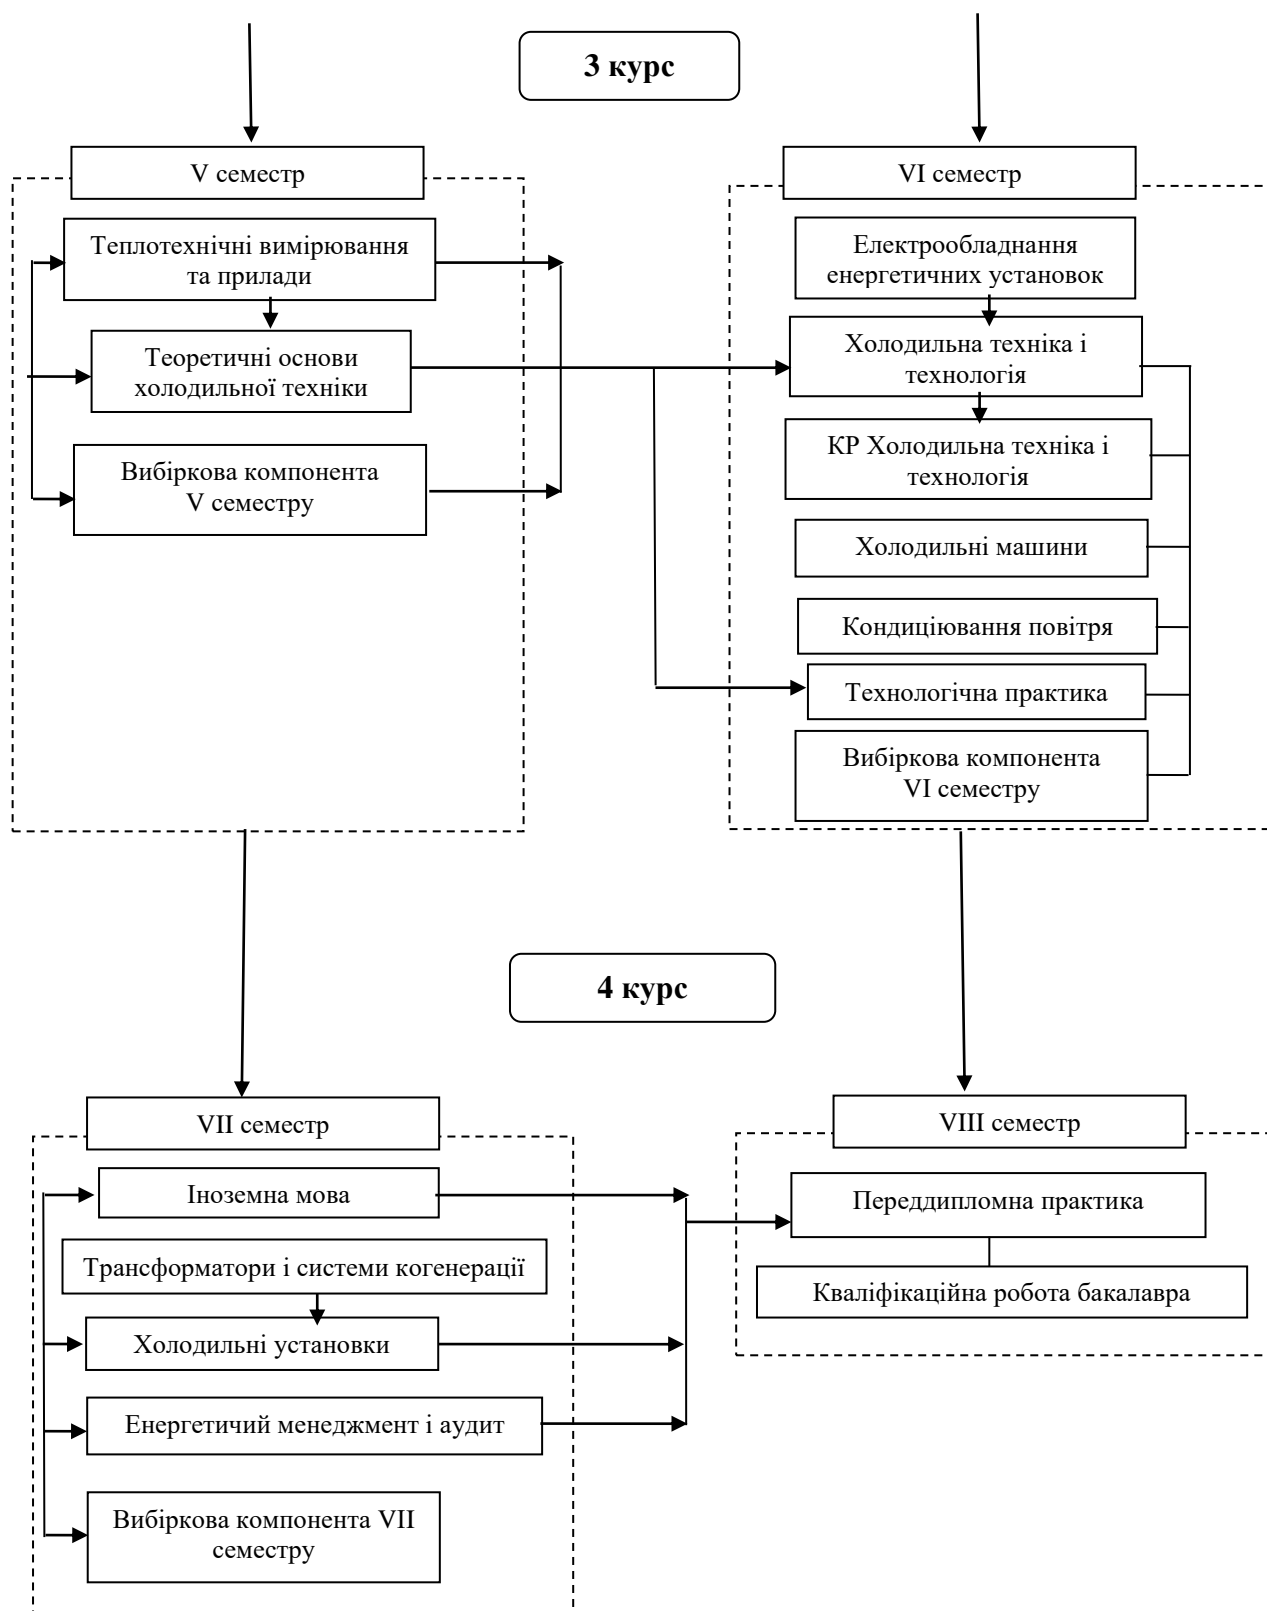 3 курс
V семестр
Теплотехнічні вимірювання
та прилади
Теоретичні основи
холодильної техніки
Вибіркова компонента
V семестру
VI семестр
Електрообладнання
енергетичних установок
Холодильна техніка і
технологія
КР Холодильна техніка і
технологія
Холодильні машини
Кондиціювання повітря
Технологічна практика
Вибіркова компонента
VI семестру
4 курс
VII семестр
Іноземна мова
Трансформатори і системи когенерації
Холодильні установки
Енергетичий менеджмент і аудит
Вибіркова компонента VII
семестру
VIII семестр
Переддипломна практика
Кваліфікаційна робота бакалавра